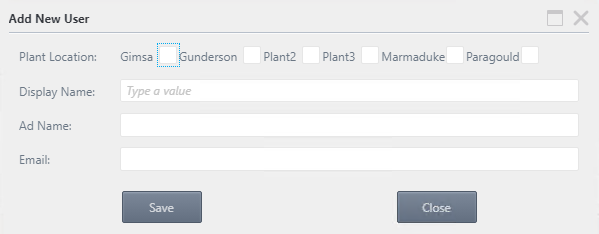 Add New User
Plant Location: Gimsa Gunderson Plant2 Plant3 Marmaduke Paragould
Display Name: Type a value
Ad Name:
Email:
Save Close